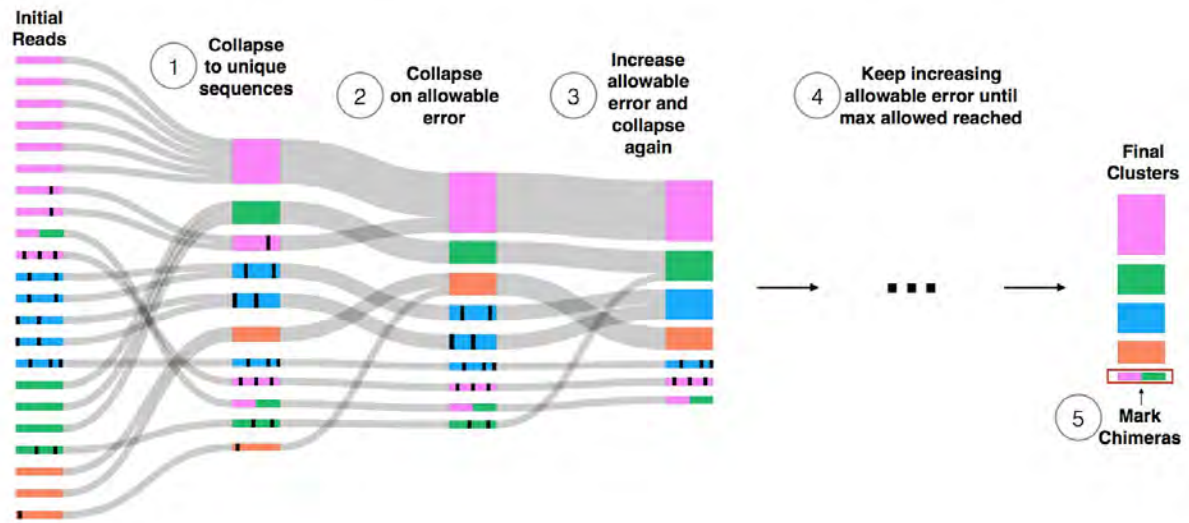 Initial
Reads
1
Collapse
to unique
sequences
2
Collapse
on allowable
error
3
Increase
allowable
error and
collapse
again
4
Keep increasing
allowable error until
max allowed reached
Final
Clusters
5
Mark
Chimeras